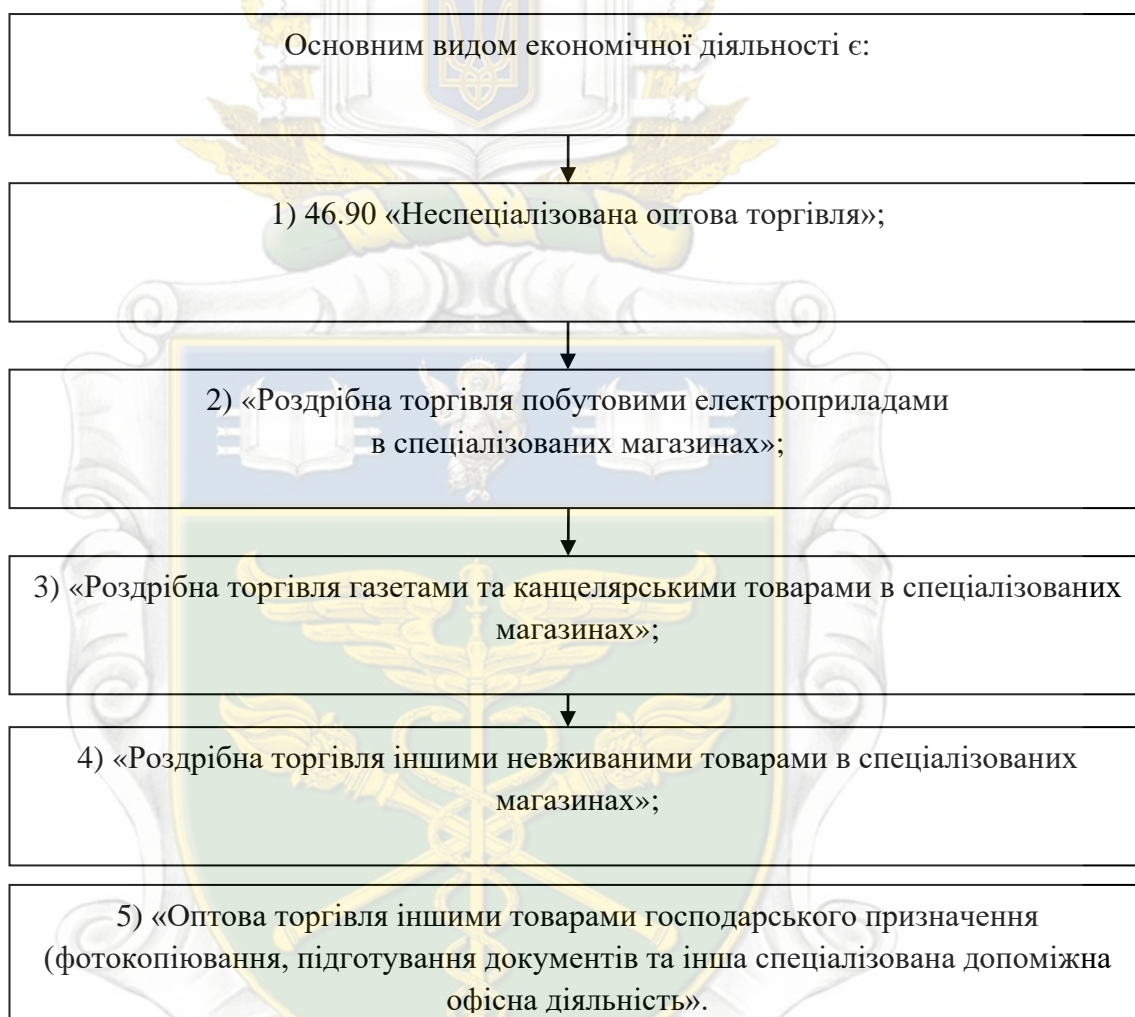 Основним видом економічної діяльності є:
1) 46.90 «Неспеціалізована оптова торгівля»;
2) «Роздрібна торгівля побутовими електроприладами
в спеціалізованих магазинах»;
3) «Роздрібна торгівля газетами та канцелярськими товарами в спеціалізованих
магазинах»;
4) «Роздрібна торгівля іншими невживаними товарами в спеціалізованих
магазинах»;
5) «Оптова торгівля іншими товарами господарського призначення
(фотокопіювання, підготування документів та інша спеціалізована допоміжна
офісна діяльність».